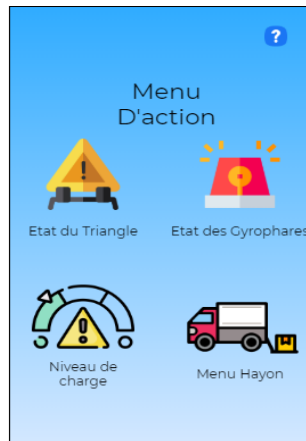 ?
Menu
D'action
Etat du Triangle
Etat des Gyrophares
Niveau de
charge
Menu Hayon